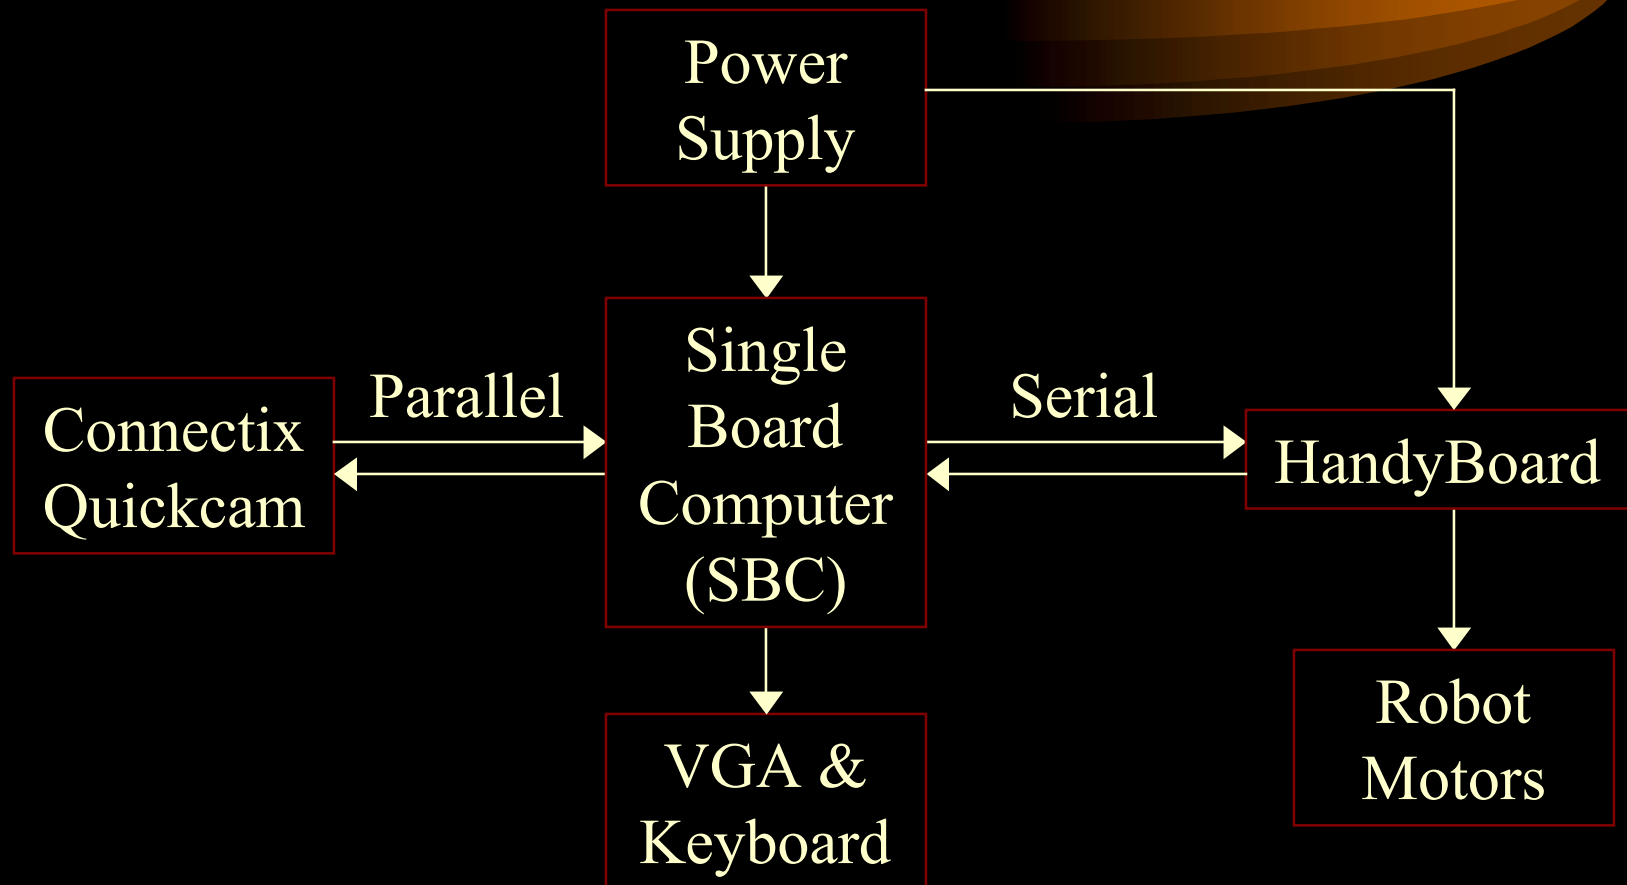 Power
Supply
Single
Board
Computer
(SBC)
Parallel
Serial
Connectix
Quickcam
HandyBoard
VGA &
Keyboard
Robot
Motors